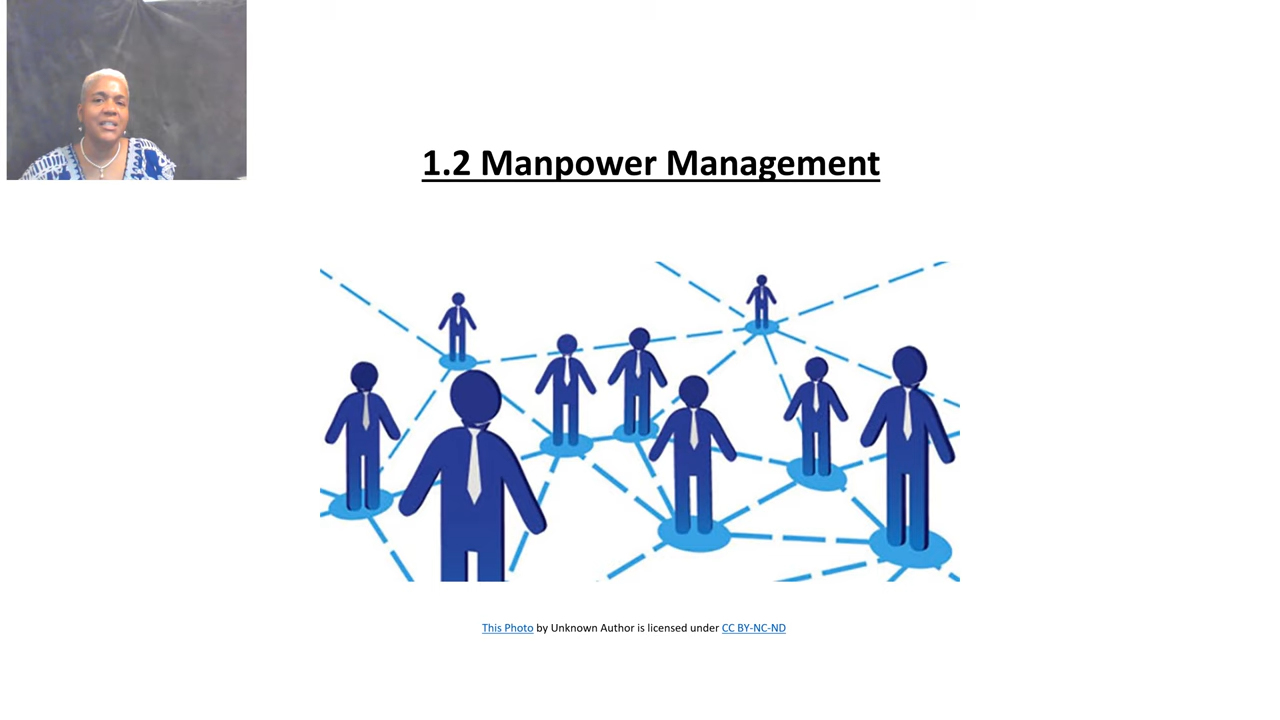 1.2 Manpower Management
This Photo by Unknown Author is licensed under CC BY-NC-ND